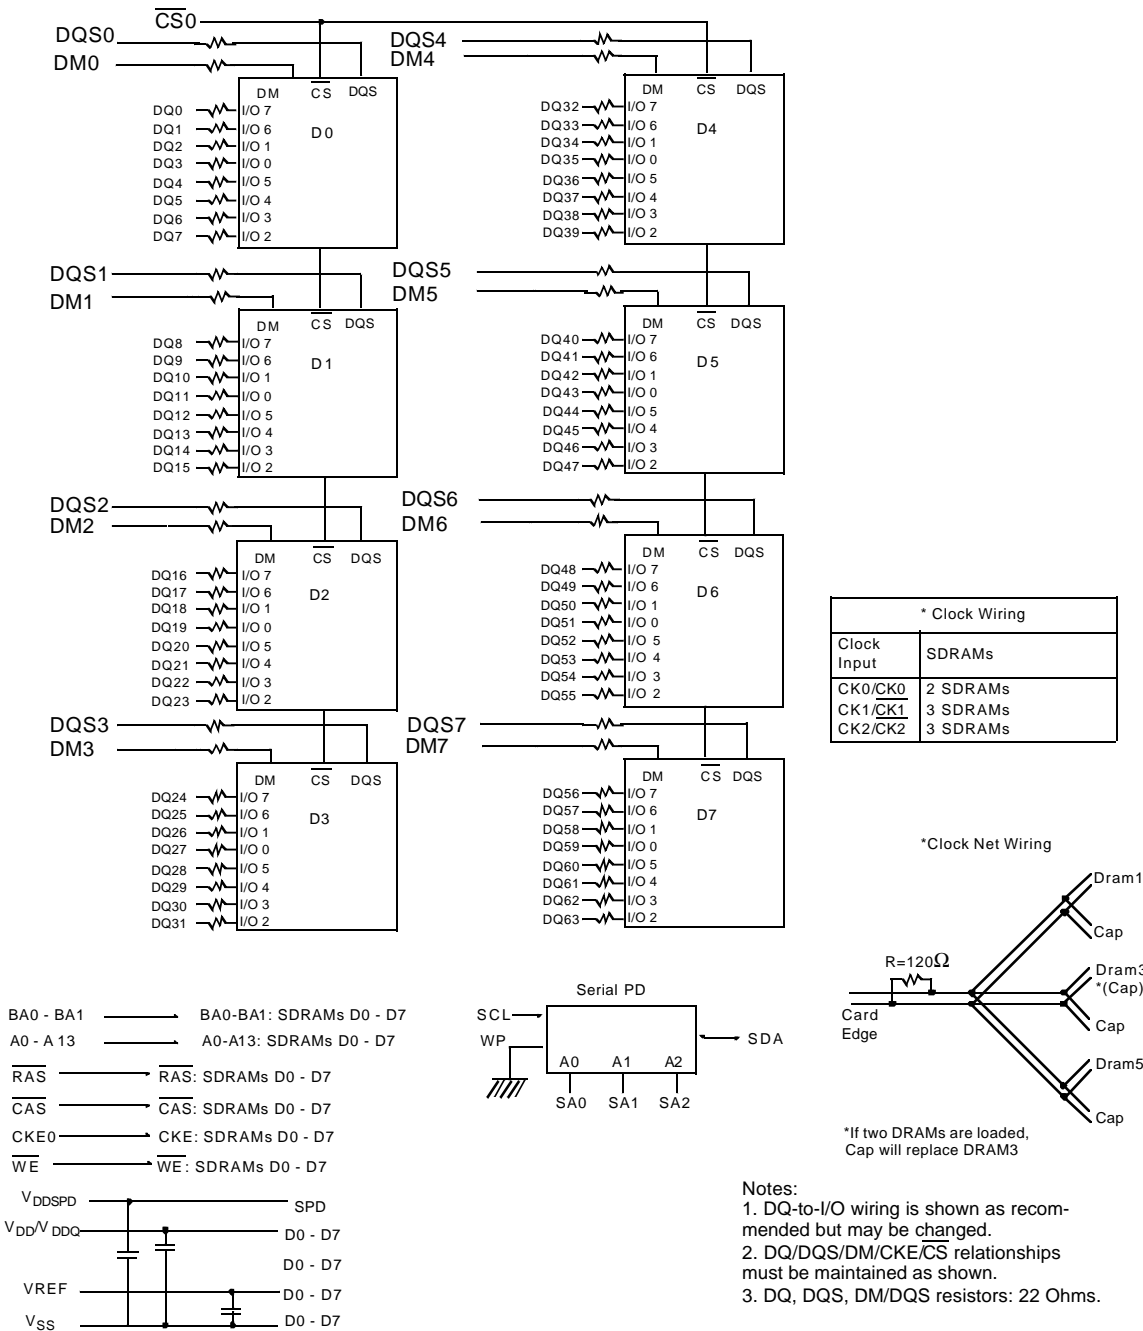 CS0
DQS0
DM0
DM CS DQS
D0
DQ0 I/O 7
DQ1 I/O 6
DQ2 I/O 1
DQ3 I/O 0
DQ4 I/O 5
DQ5 I/O 4
DQ6 I/O 3
DQ7 I/O 2
DQS4
DM4
DM CS DQS
D4
DQ32 I/O 7
DQ33 I/O 6
DQ34 I/O 1
DQ35 I/O 0
DQ36 I/O 5
DQ37 I/O 4
DQ38 I/O 3
DQ39 I/O 2
DQS1
DM1
DM CS DQS
D1
DQ8 I/O 7
DQ9 I/O 6
DQ10 I/O 1
DQ11 I/O 0
DQ12 I/O 5
DQ13 I/O 4
DQ14 I/O 3
DQ15 I/O 2
DQS5
DM5
DM CS DQS
D5
DQ40 I/O 7
DQ41 I/O 6
DQ42 I/O 1
DQ43 I/O 0
DQ44 I/O 5
DQ45 I/O 4
DQ46 I/O 3
DQ47 I/O 2
DQS2
DM2
DM CS DQS
D2
DQ16 I/O 7
DQ17 I/O 6
DQ18 I/O 1
DQ19 I/O 0
DQ20 I/O 5
DQ21 I/O 4
DQ22 I/O 3
DQ23 I/O 2
DQS6
DM6
DM CS DQS
D6
DQ48 I/O 7
DQ49 I/O 6
DQ50 I/O 1
DQ51 I/O 0
DQ52 I/O 5
DQ53 I/O 4
DQ54 I/O 3
DQ55 I/O 2
DQS3
DM3
DM CS DQS
D3
DQ24 I/O 7
DQ25 I/O 6
DQ26 I/O 1
DQ27 I/O 0
DQ28 I/O 5
DQ29 I/O 4
DQ30 I/O 3
DQ31 I/O 2
DQS7
DM7
DM CS DQS
D7
DQ56 I/O 7
DQ57 I/O 6
DQ58 I/O 1
DQ59 I/O 0
DQ60 I/O 5
DQ61 I/O 4
DQ62 I/O 3
DQ63 I/O 2
* Clock Wiring
Clock Input SDRAMs
CK0/CK0 2 SDRAMs
CK1/CK1 3 SDRAMs
CK2/CK2 3 SDRAMs
*Clock Net Wiring
Dram1
Cap
R=120Ω
Dram3
*(Cap)
Card
Edge
Cap
Dram5
Cap
*If two DRAMs are loaded,
Cap will replace DRAM3
BA0 - BA1 BA0-BA1: SDRAMs D0 - D7
A0 - A13 A0-A13: SDRAMs D0 - D7
RAS RAS: SDRAMs D0 - D7
CAS CAS: SDRAMs D0 - D7
CKE0 CKE: SDRAMs D0 - D7
WE WE: SDRAMs D0 - D7
Serial PD
SCL
WP
SDA
A0 A1 A2
SA0 SA1 SA2
VDDSPD SPD
VDD/VDDQ D0 - D7
D0 - D7
VREF D0 - D7
VSS D0 - D7
Notes:
1. DQ-to-I/O wiring is shown as recom-
mended but may be changed.
2. DQ/DQS/DM/CKE/CS relationships
must be maintained as shown.
3. DQ, DQS, DM/DQS resistors: 22 Ohms.